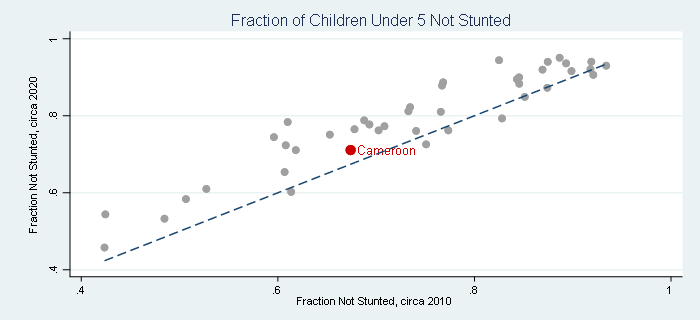 Fraction of Children Under 5 Not Stunted
Fraction Not Stunted, circa 2020
1
.8
.6
.4
Cameroon
.4
.6
.8
1
Fraction Not Stunted, circa 2010